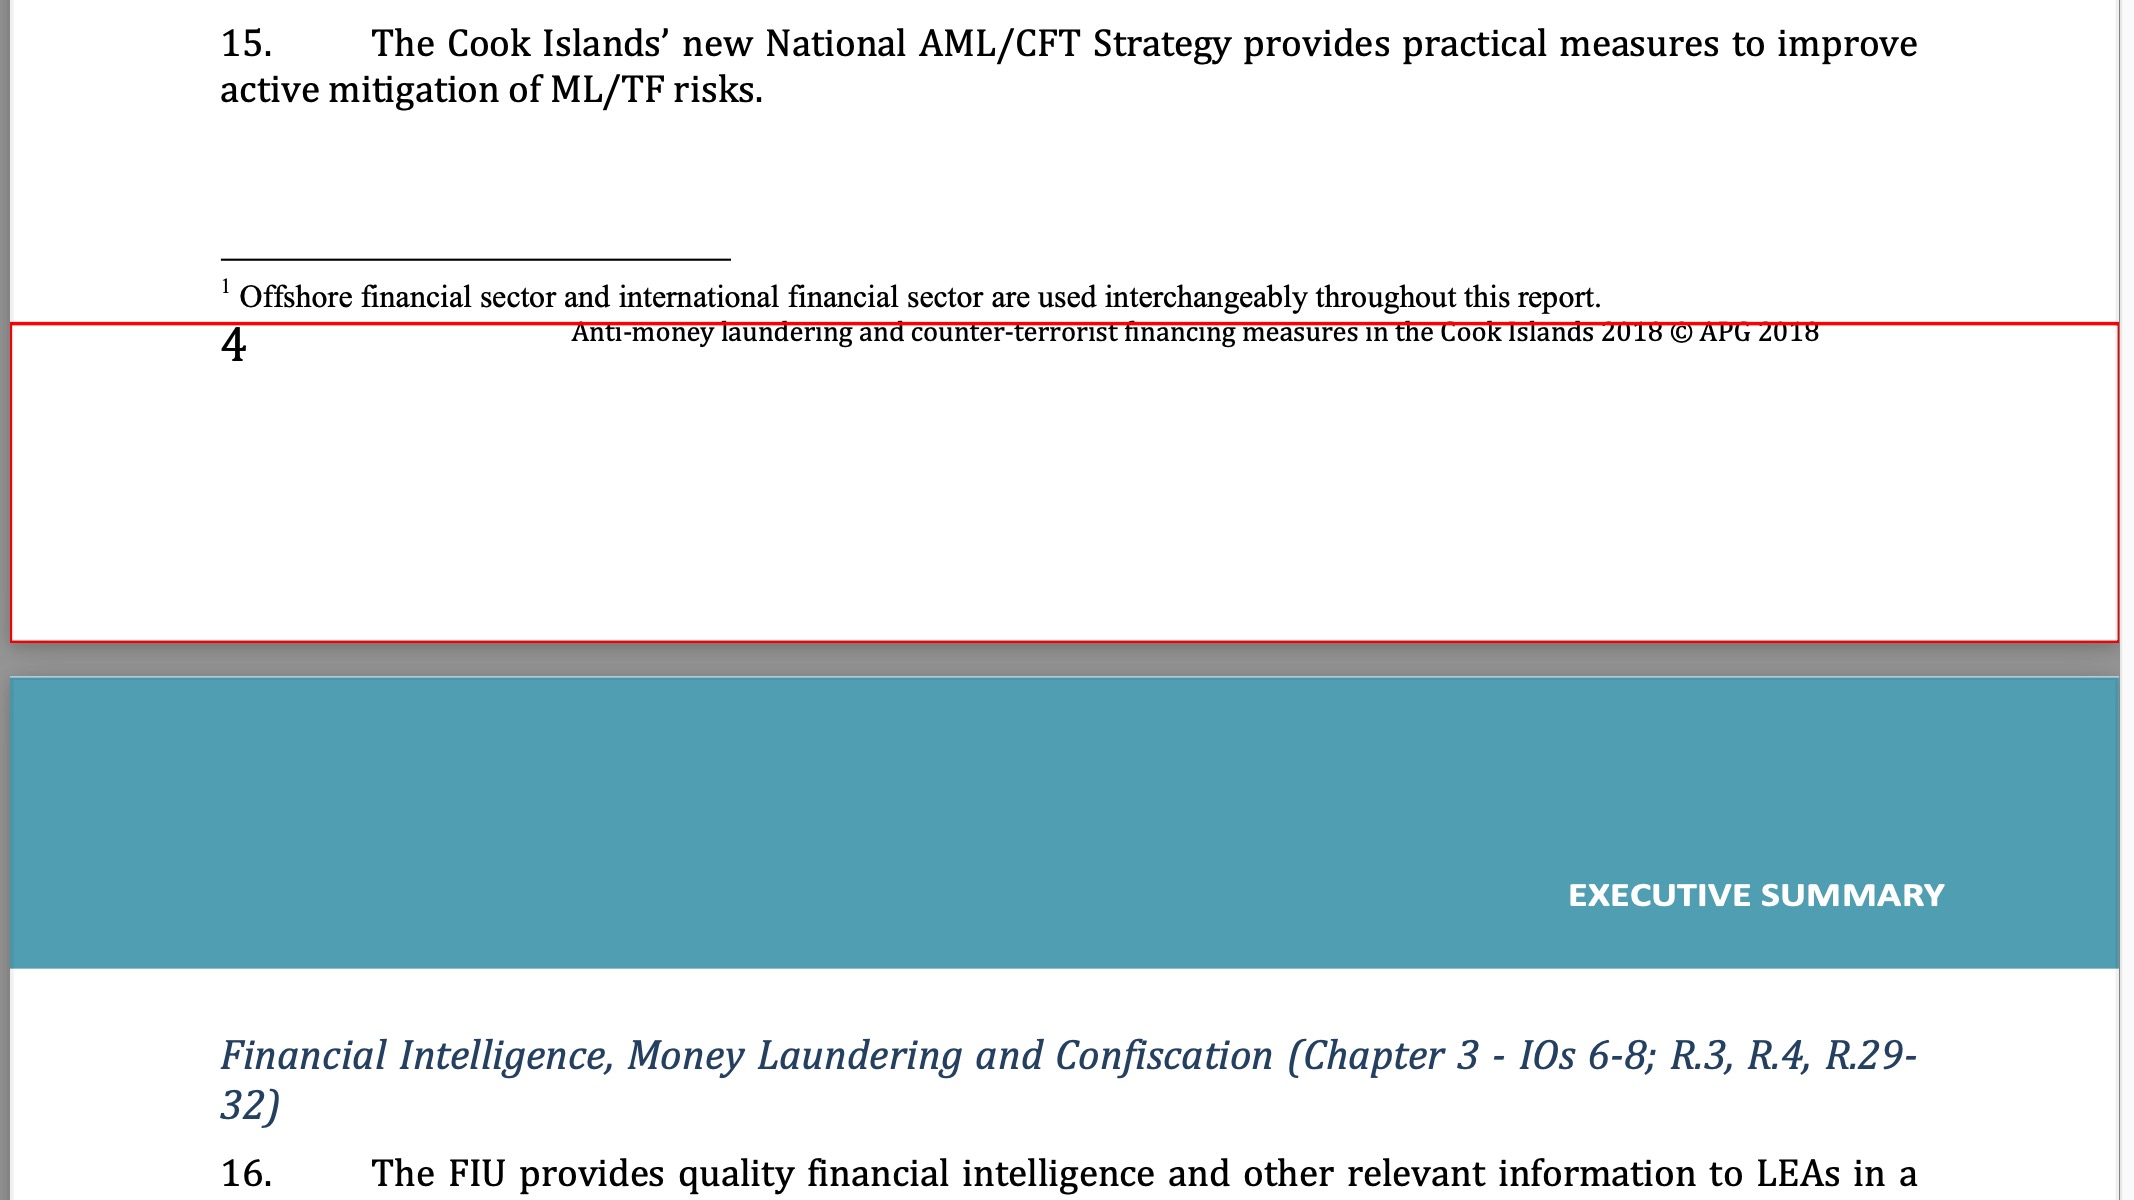 15. The Cook Islands’ new National AML/CFT Strategy provides practical measures to improve
active mitigation of ML/TF risks.
1 Offshore financial sector and international financial sector are used interchangeably throughout this report.
4 Anti-money laundering and counter-terrorist financing measures in the Cook Islands 2018 © APG 2018
EXECUTIVE SUMMARY
Financial Intelligence, Money Laundering and Confiscation (Chapter 3 - IOs 6-8; R.3, R.4, R.29-
32)
16. The FIU provides quality financial intelligence and other relevant information to LEAs in a